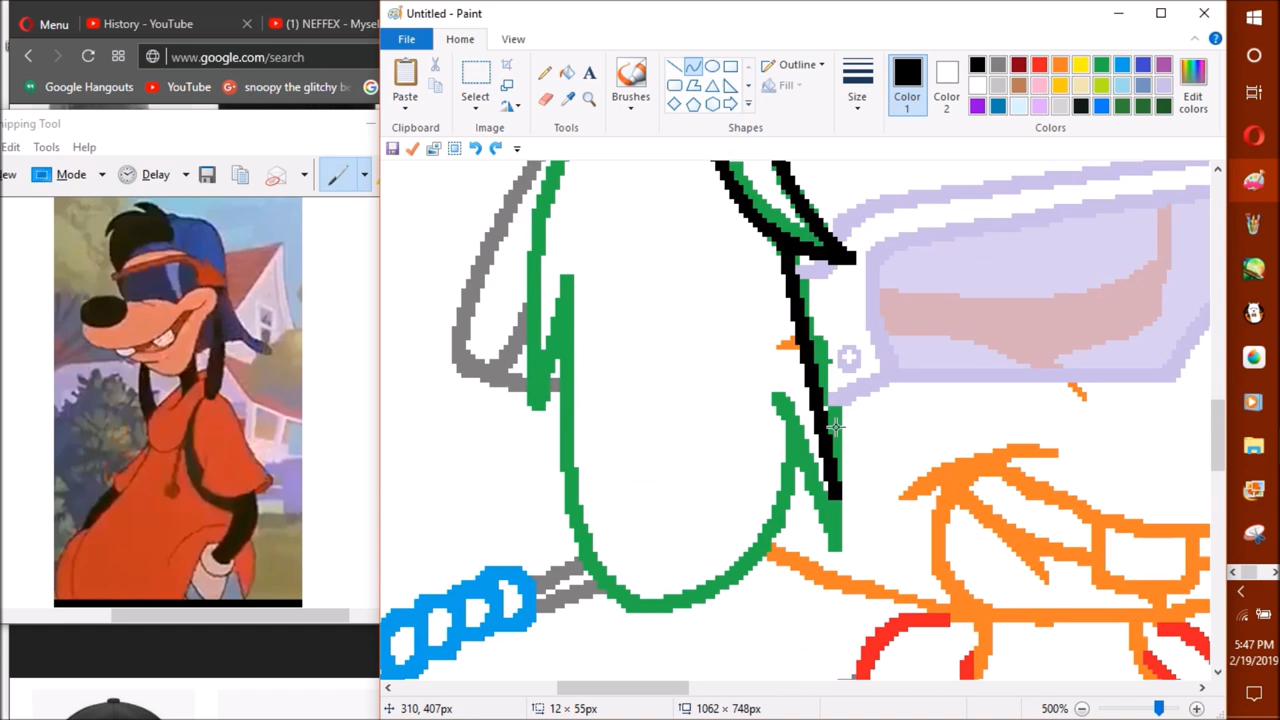 Menu
History - YouTube
(1) NEFFEX - Mysel
www.google.com/search
Google Hangouts
YouTube
snoopy the glitchy b
nipping Tool
Edit Tools Help
ew Mode Delay
Untitled - Paint
File Home View
Paste
Clipboard
Select
Image
Tools
Brushes
Outline
Fill
Shapes
Size
Color 1
Color 2
Edit colors
Colors
310, 407px
12 × 55px
1062 × 748px
500%
5:47 PM
2/19/2019